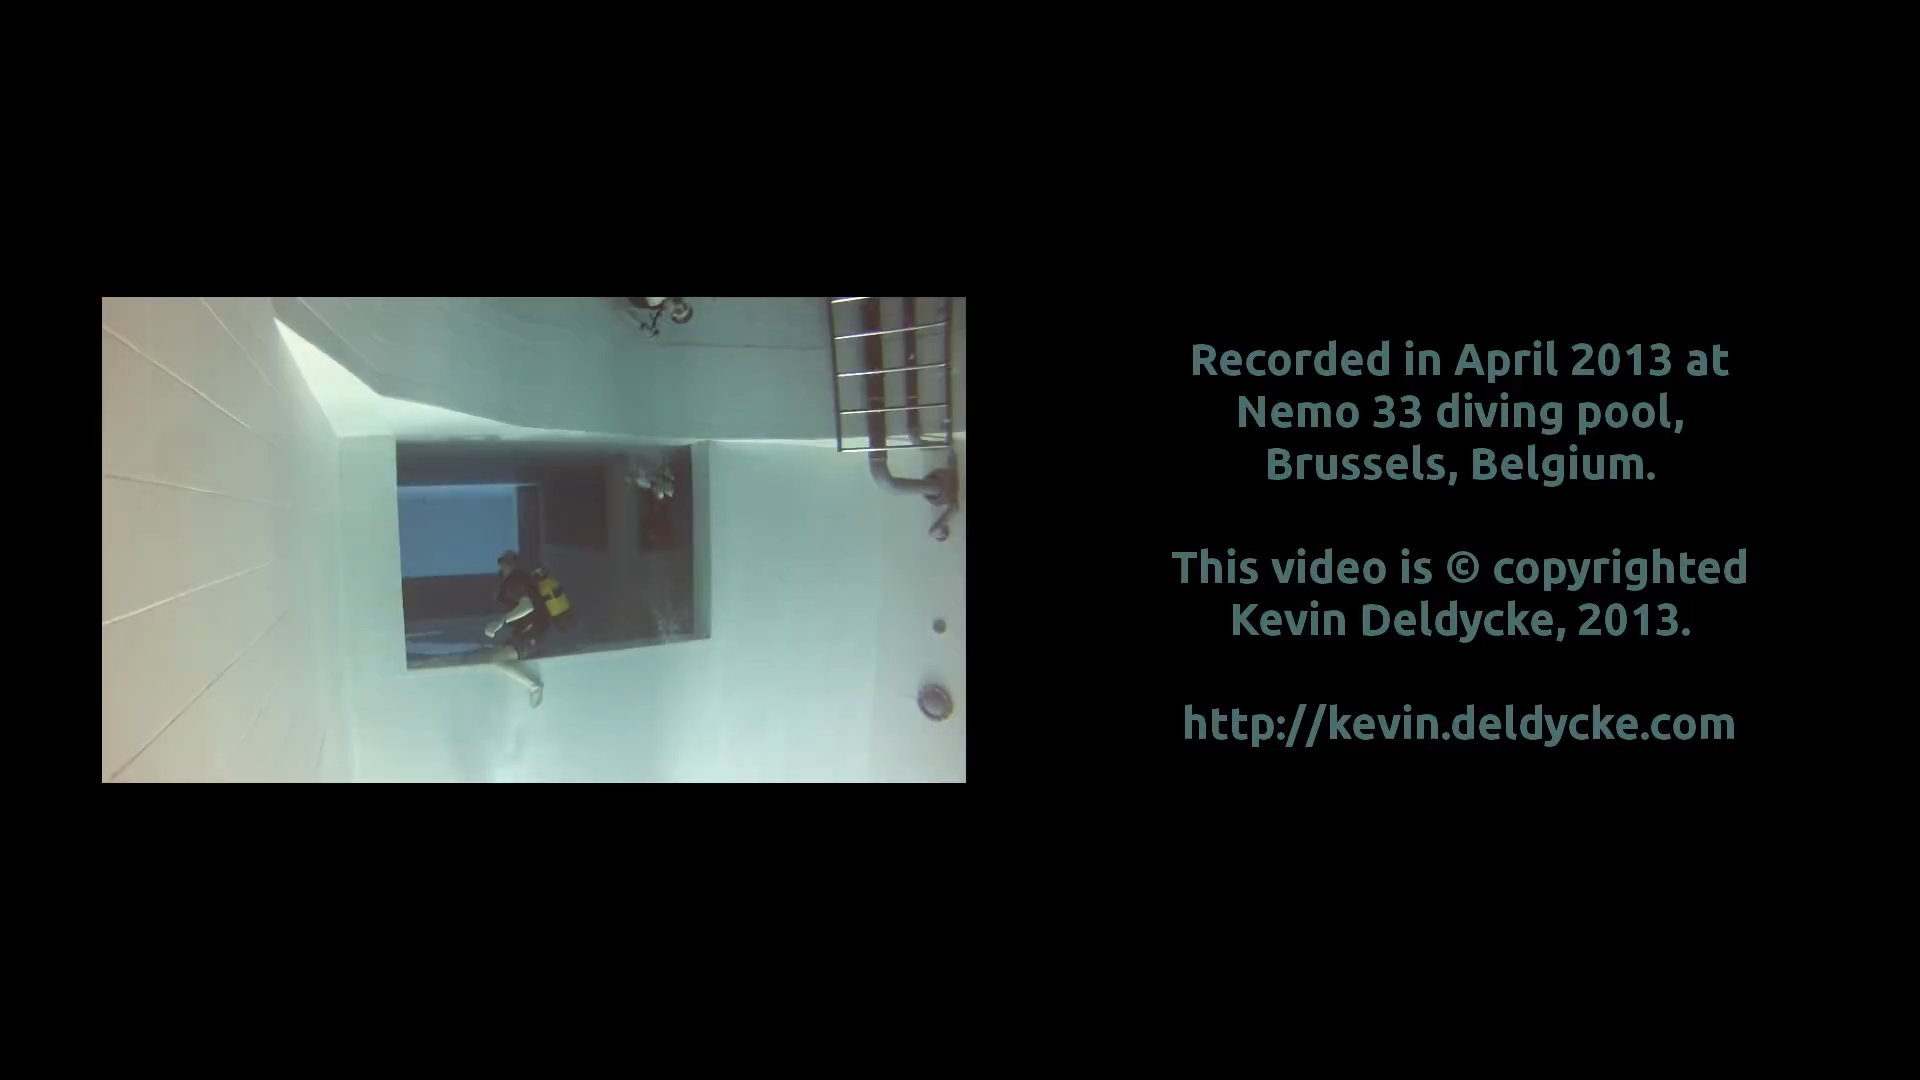 Recorded in April 2013 at
Nemo 33 diving pool,
Brussels, Belgium.
This video is © copyrighted
Kevin Deldycke, 2013.
http://kevin.deldycke.com